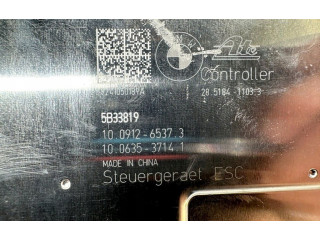 Ate
Controller
28.5184-1103.3
5B33819
10.0912-6537.3
10.0635-3714.1
MADE IN CHINA
Steuergeraet ESC